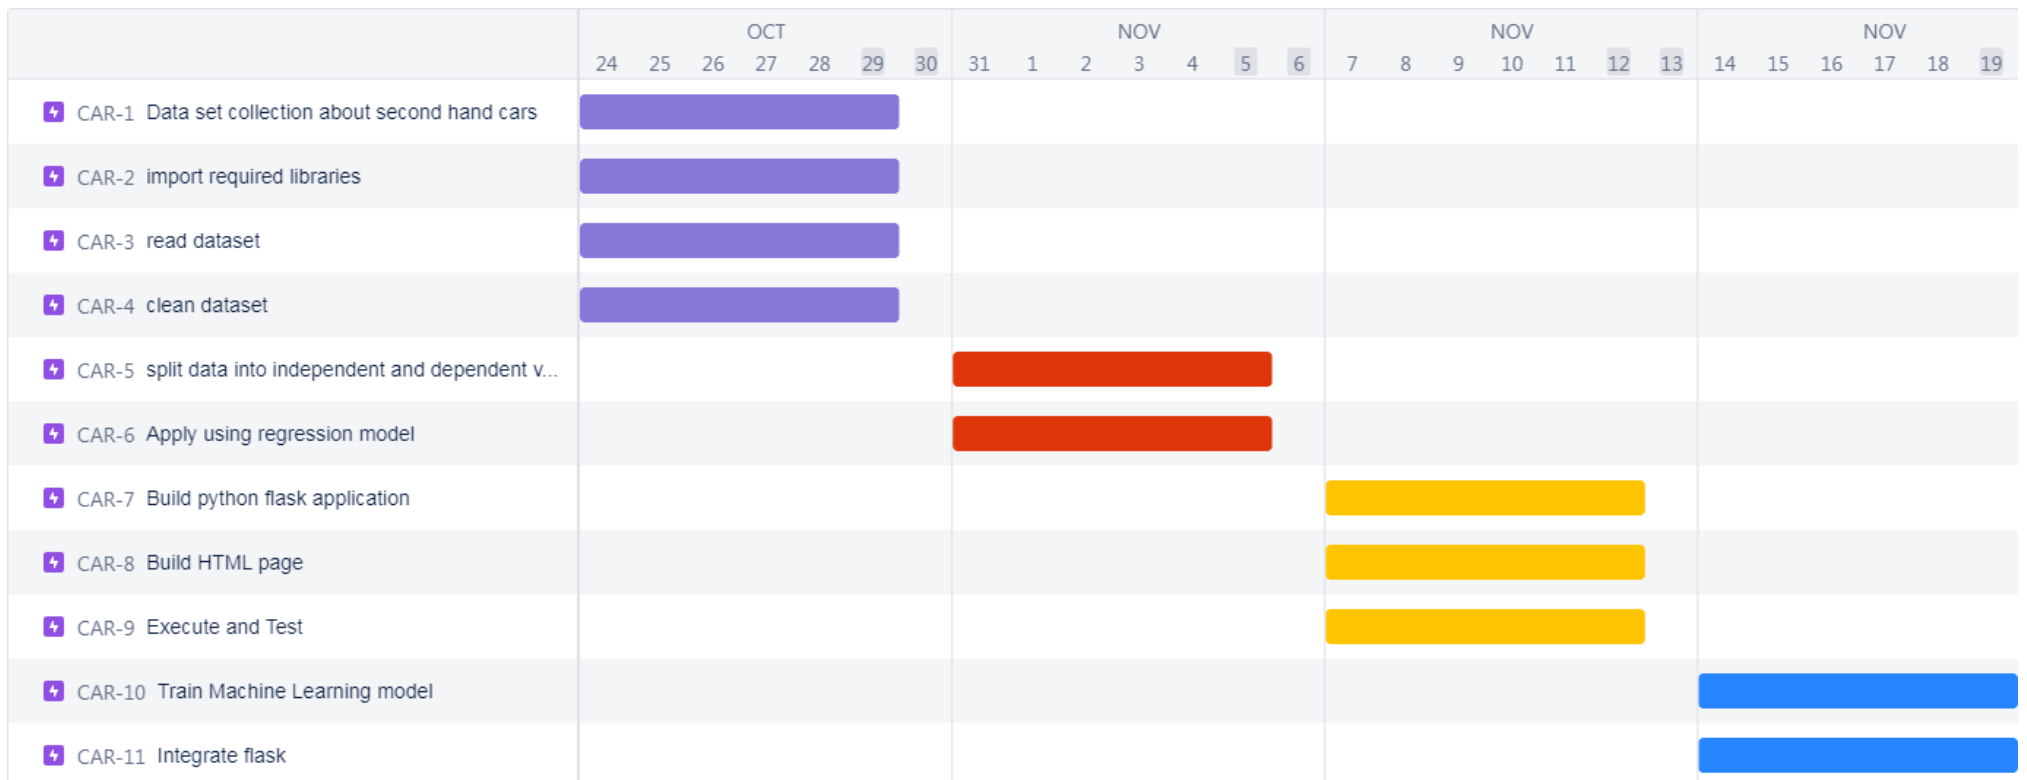 OCT NOV NOV NOV
24 25 26 27 28 29 30 31 1 2 3 4 5 6 7 8 9 10 11 12 13 14 15 16 17 18 19
CAR-1 Data set collection about second hand cars
CAR-2 import required libraries
CAR-3 read dataset
CAR-4 clean dataset
CAR-5 split data into independent and dependent v...
CAR-6 Apply using regression model
CAR-7 Build python flask application
CAR-8 Build HTML page
CAR-9 Execute and Test
CAR-10 Train Machine Learning model
CAR-11 Integrate flask